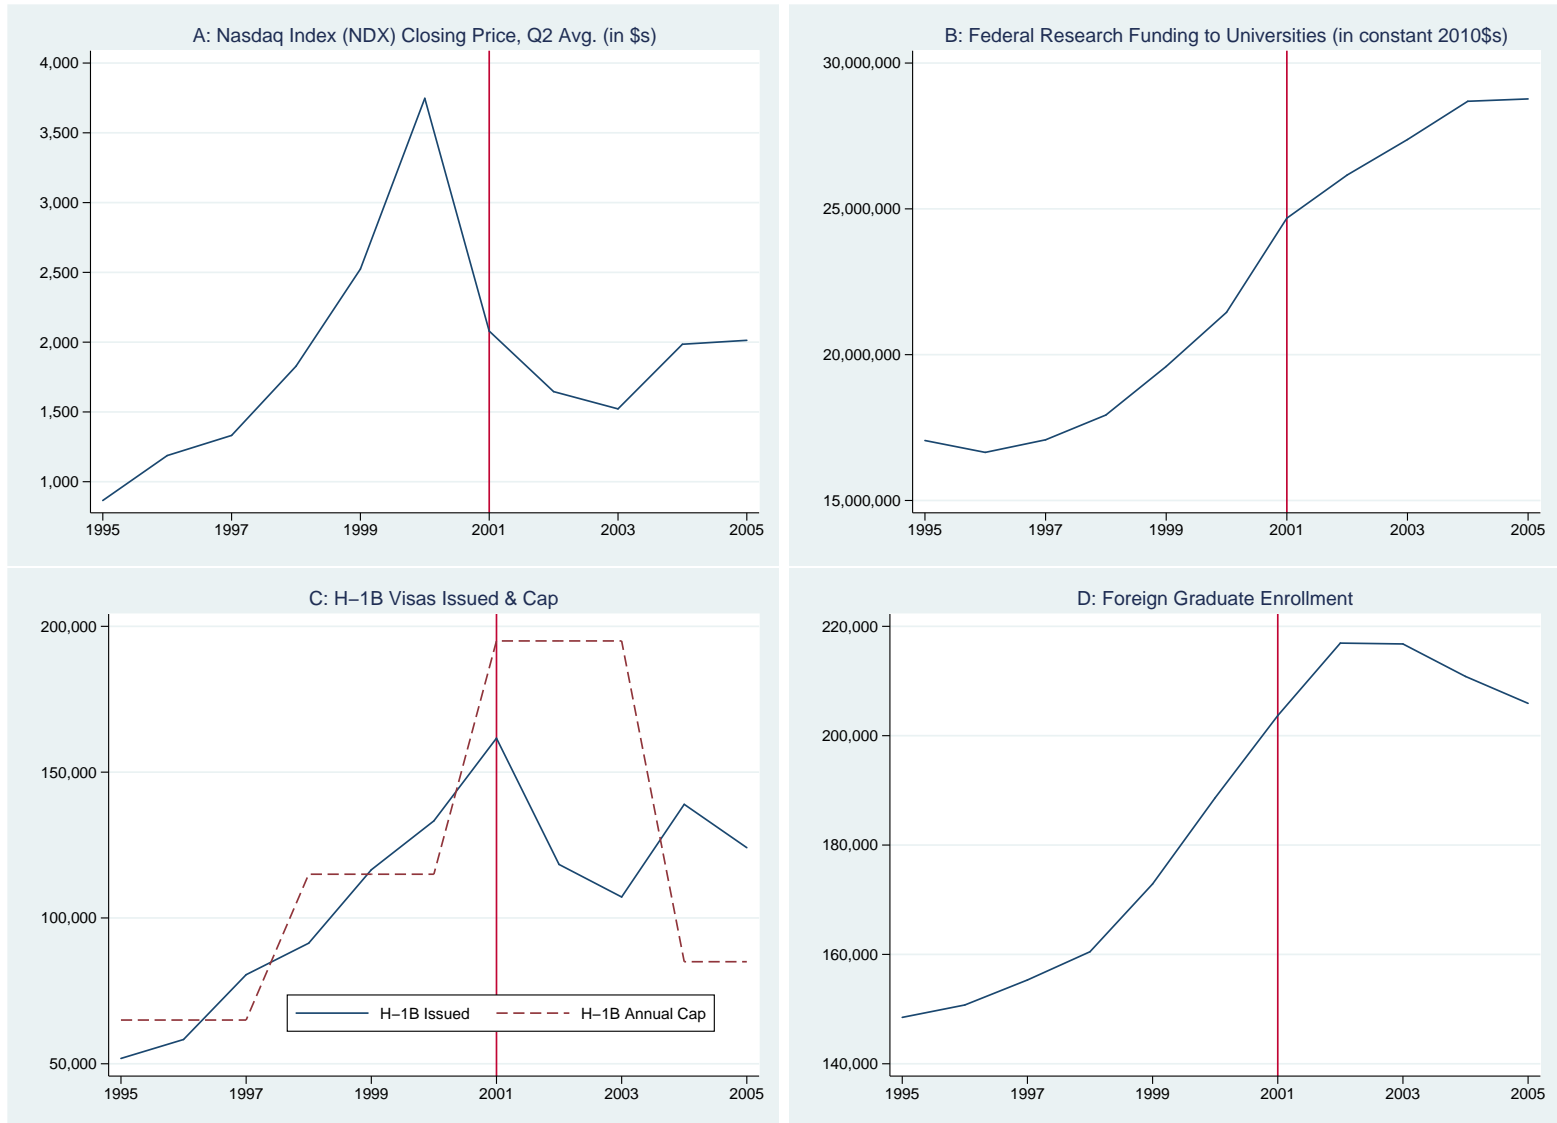 A: Nasdaq Index (NDX) Closing Price, Q2 Avg. (in $s)
4,000
3,500
3,000
2,500
2,000
1,500
1,000
1995 1997 1999 2001 2003 2005
B: Federal Research Funding to Universities (in constant 2010$s)
30,000,000
25,000,000
20,000,000
15,000,000
1995 1997 1999 2001 2003 2005
C: H−1B Visas Issued & Cap
200,000
150,000
100,000
50,000
H−1B Issued H−1B Annual Cap
1995 1997 1999 2001 2003 2005
D: Foreign Graduate Enrollment
220,000
200,000
180,000
160,000
140,000
1995 1997 1999 2001 2003 2005